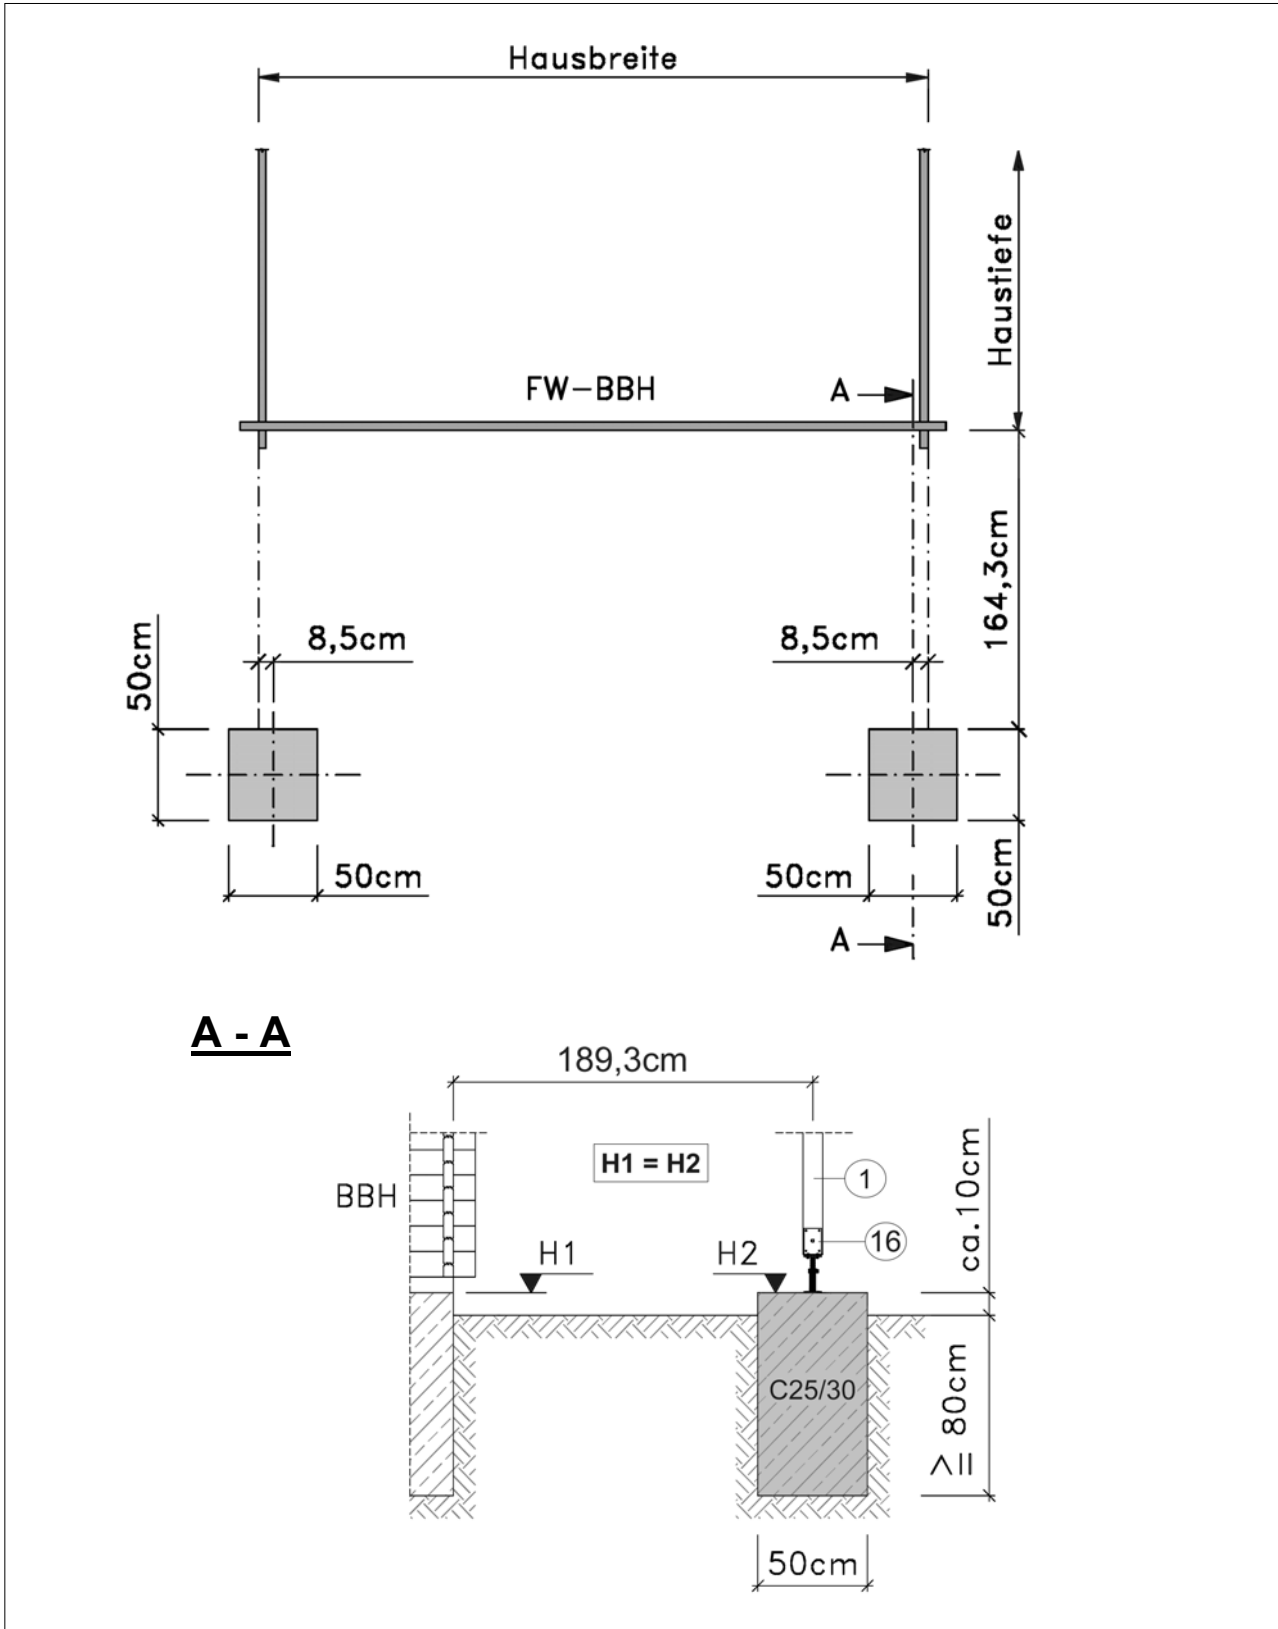 Hausbreite
Haustiefe
FW-BBH
A
164,3cm
8,5cm
8,5cm
50cm
50cm
50cm
50cm
A
A - A
189,3cm
H1 = H2
1
BBH
16
H1
H2
ca.10cm
C25/30
≧ 80cm
50cm